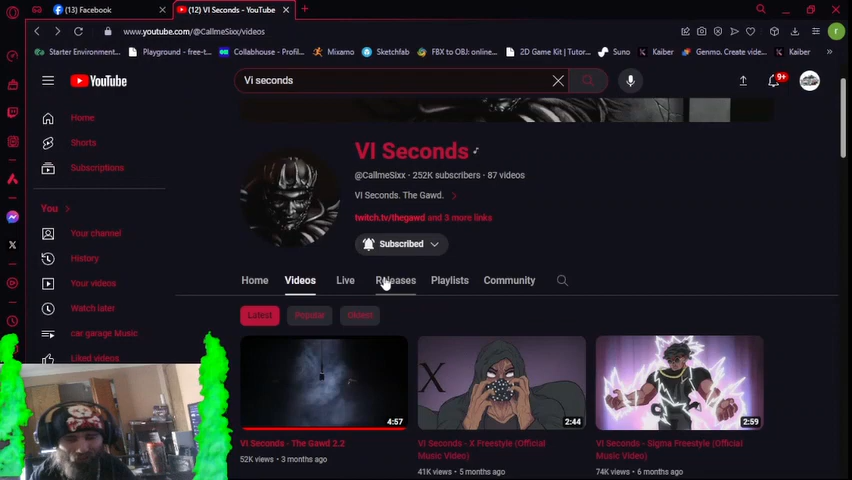 (13) Facebook
(12) VI Seconds - YouTube
www.youtube.com/@CallmeSixx/videos
r
Starter Environment...
Playground - free-t...
Collabhouse - Profil...
Mixamo
Sketchfab
FBX to OBJ: online...
2D Game Kit | Tutor...
Suno
Kaiber
Genmo. Create vide...
Kaiber
YouTube
Vi seconds
9+
Home
Shorts
Subscriptions
You
Your channel
History
Your videos
Watch later
car garage Music
Liked videos
VI Seconds
@CallmeSixx · 252K subscribers · 87 videos
VI Seconds. The Gawd.
twitch.tv/thegawd and 3 more links
Subscribed
Home
Videos
Live
Releases
Playlists
Community
Latest
Popular
Oldest
4:57
X
2:44
2:59
VI Seconds - The Gawd 2.2
52K views · 3 months ago
VI Seconds - X Freestyle (Official
Music Video)
41K views · 5 months ago
VI Seconds - Sigma Freestyle (Official
Music Video)
74K views · 6 months ago